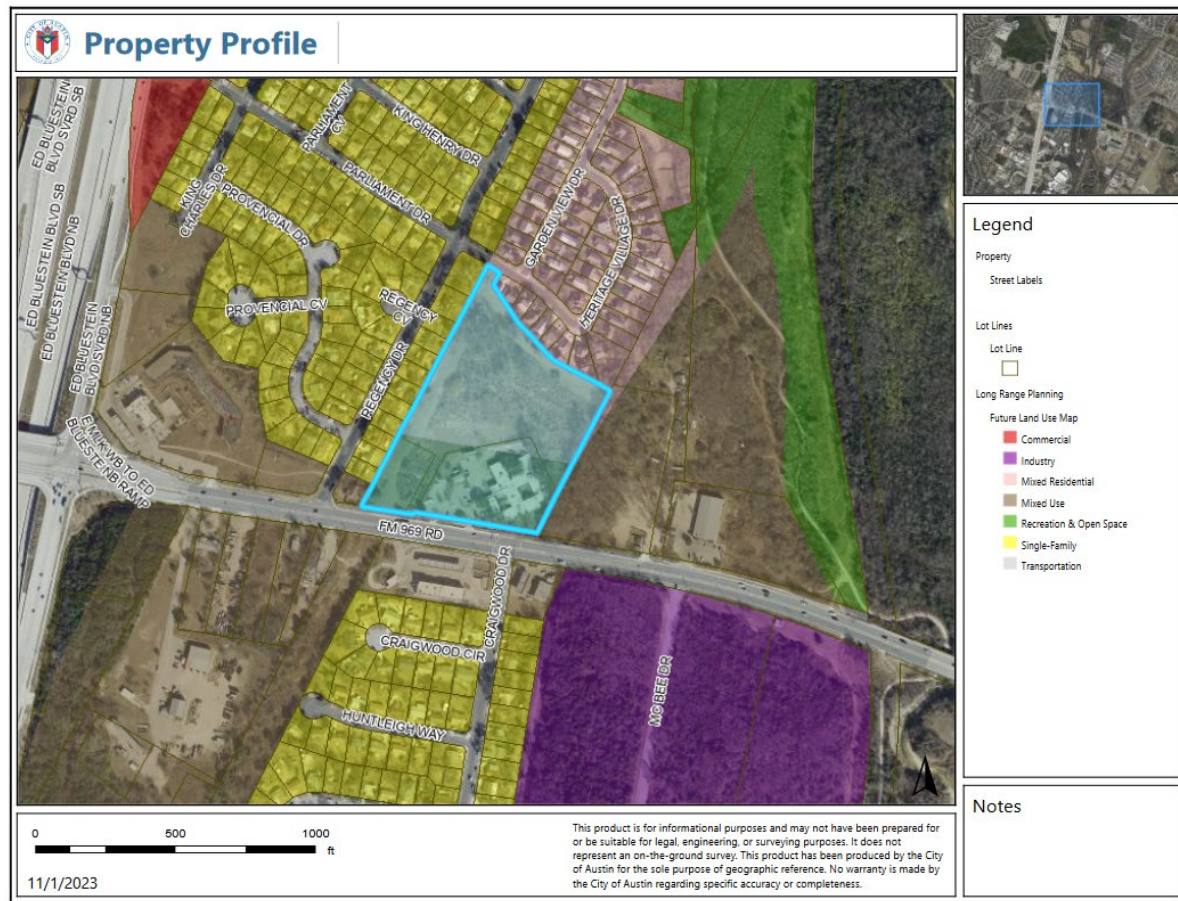 CITY OF AUSTIN
Property Profile
ED BLUESTEIN
BLVD SVRD SB
ED BLUESTEIN BLVD SB
ED BLUESTEIN BLVD NB
ED BLUESTEIN
BLVD SVRD NB
E MLK WB TO ED
BLUESTE IN B RAMP
KING
CHARLES DR
PARLIAMENT
CV
KING HENRY DR
PARLIAMENT DR
PROVENCIAL DR
PROVENCIAL CV
REGENCY
CV
REGENCY DR
GARDEN VIEW DR
HERITAGE VILLAGE DR
FM 969 RD
CRAIGWOOD DR
CRAIGWOOD CIR
HUNTLEIGH WAY
MC BEE DR
Legend
Property
Street Labels
Lot Lines
Lot Line
Long Range Planning
Future Land Use Map
Commercial
Industry
Mixed Residential
Mixed Use
Recreation & Open Space
Single-Family
Transportation
Notes
0 500 1000
ft
11/1/2023
This product is for informational purposes and may not have been prepared for
or be suitable for legal, engineering, or surveying purposes. It does not
represent an on-the-ground survey. This product has been produced by the City
of Austin for the sole purpose of geographic reference. No warranty is made by
the City of Austin regarding specific accuracy or completeness.